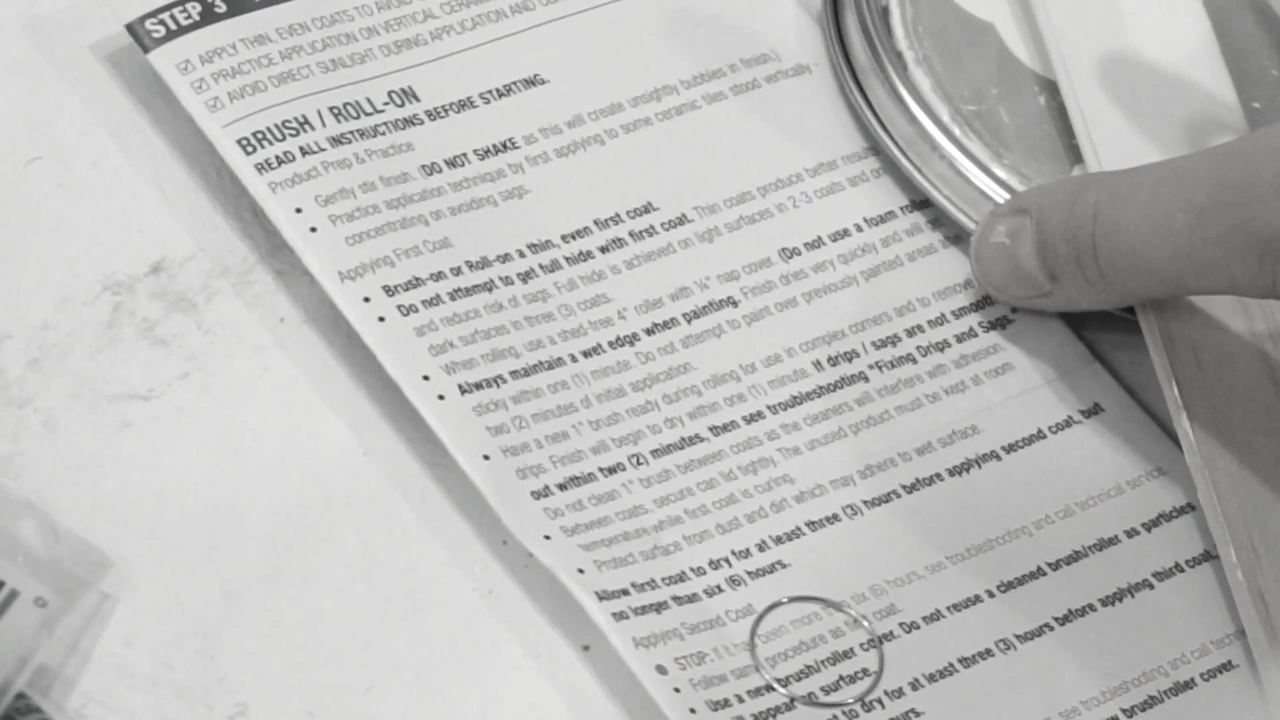 STEP 3
☑ APPLY THIN, EVEN COATS TO AVOID
☑ PRACTICE APPLICATION ON VERTICAL CERAMIC
☑ AVOID DIRECT SUNLIGHT DURING APPLICATION AND
BRUSH / ROLL-ON
READ ALL INSTRUCTIONS BEFORE STARTING.
Product Prep & Practice
• Gently stir finish. (DO NOT SHAKE as this will create unsightly bubbles in finish.)
• Practice application technique by first applying to some ceramic tiles stood vertically -
concentrating on avoiding sags.
Applying First Coat
• Brush-on or Roll-on a thin, even first coat.
• Do not attempt to get full hide with first coat. Thin coats produce better results
and reduce risk of sags. Full hide is achieved on light surfaces in 2-3 coats and on
dark surfaces in three (3) coats.
• When rolling, use a shed-free 4" roller with ¼" nap cover. (Do not use a foam roller
• Always maintain a wet edge when painting. Finish dries very quickly and will
sticky within one (1) minute. Do not attempt to paint over previously painted areas
two (2) minutes of initial application.
• Have a new 1" brush ready during rolling for use in complex corners and to remove
drips. Finish will begin to dry within one (1) minute. If drips / sags are not smooth
out within two (2) minutes, then see troubleshooting "Fixing Drips and Sags."
Do not clean 1" brush between coats as the cleaners will interfere with adhesion.
• Between coats, secure can lid tightly. The unused product must be kept at room
temperature while first coat is curing.
• Protect surface from dust and dirt which may adhere to wet surface.
Allow first coat to dry for at least three (3) hours before applying second coat, but
no longer than six (6) hours.
Applying Second Coat
• STOP: If it has been more than six (6) hours, see troubleshooting and call technical service.
• Follow same procedure as first coat.
• Use a new brush/roller cover. Do not reuse a cleaned brush/roller as particles
will appear on surface.
to dry for at least three (3) hours before applying third coat,
hours.
see troubleshooting and call
brush/roller cover.